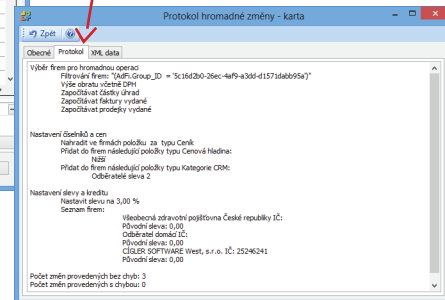 Protokol hromadné změny - karta
Zpět
Obecné Protokol XML data
Výběr firem pro hromadnou operaci
Filtrování firem: "(AdFi.Group_ID = '5c16d2b0-26ec-4af9-a3dd-d1571dabb95a')"
Výše obratu včetně DPH
Započítávat částky úhrad
Započítávat faktury vydané
Započítávat prodejky vydané
Nastavení číselníků a cen
Nahradit ve firmách položku za typu Ceník
Přidat do firem následující položky typu Cenová hladina:
Nižší
Přidat do firem následující položky typu Kategorie CRM:
Odběratelé sleva 2
Nastavení slevy a kreditu
Nastavit slevu na 3,00 %
Seznam firem:
Všeobecná zdravotní pojišťovna České republiky IČ:
Původní sleva: 0,00
Odběratel domácí IČ:
Původní sleva: 0,00
CÍGLER SOFTWARE West, s.r.o. IČ: 25246241
Původní sleva: 0,00
Počet změn provedených bez chyb: 3
Počet změn provedených s chybou: 0